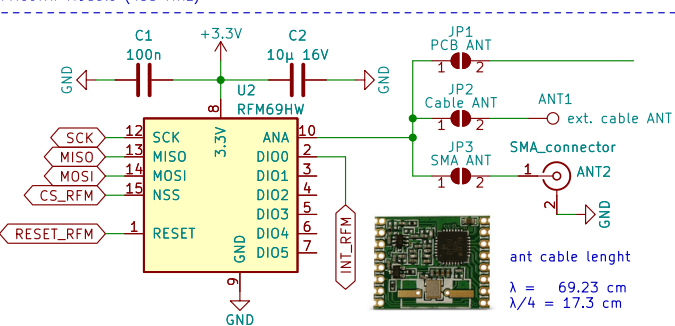 +3.3V
C1
100n
GND
C2
10µ 16V
GND
JP1
PCB ANT
1 2
JP2
Cable ANT
1 2
ANT1
ext. cable ANT
JP3
SMA ANT
1 2
SMA_connector
1
ANT2
2
GND
U2
RFM69HW
8
3.3V
SCK 12 SCK
MISO 13 MISO
MOSI 14 MOSI
CS_RFM 15 NSS
RESET_RFM 1 RESET
ANA 10
DIO0 2
DIO1 3
DIO2 4
DIO3 5
DIO4 6
DIO5 7
INT_RFM
GND
9
GND
ant cable lenght
λ = 69.23 cm
λ/4 = 17.3 cm